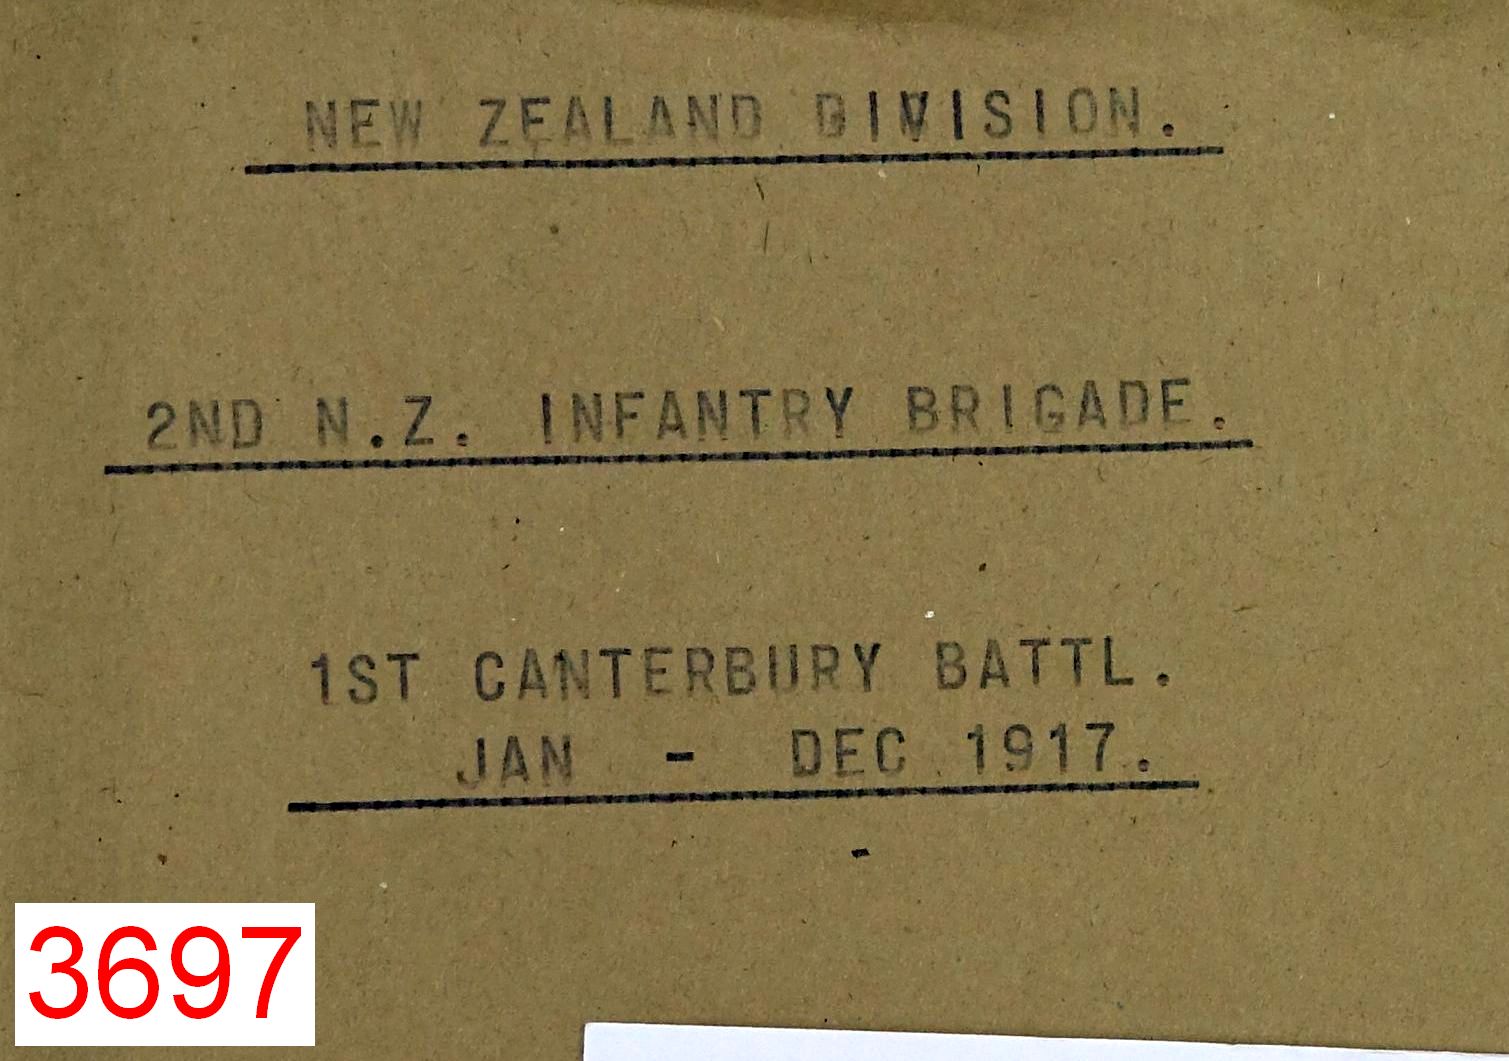 NEW ZEALAND DIVISION.
2ND N.Z. INFANTRY BRIGADE.
1ST CANTERBURY BATTL.
JAN - DEC 1917.
3697